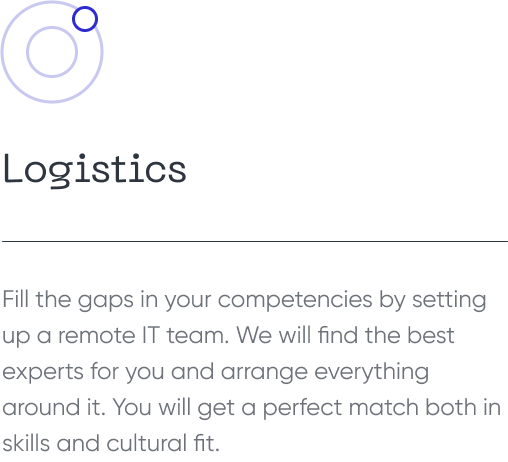 Logistics
Fill the gaps in your competencies by setting
up a remote IT team. We will find the best
experts for you and arrange everything
around it. You will get a perfect match both in
skills and cultural fit.